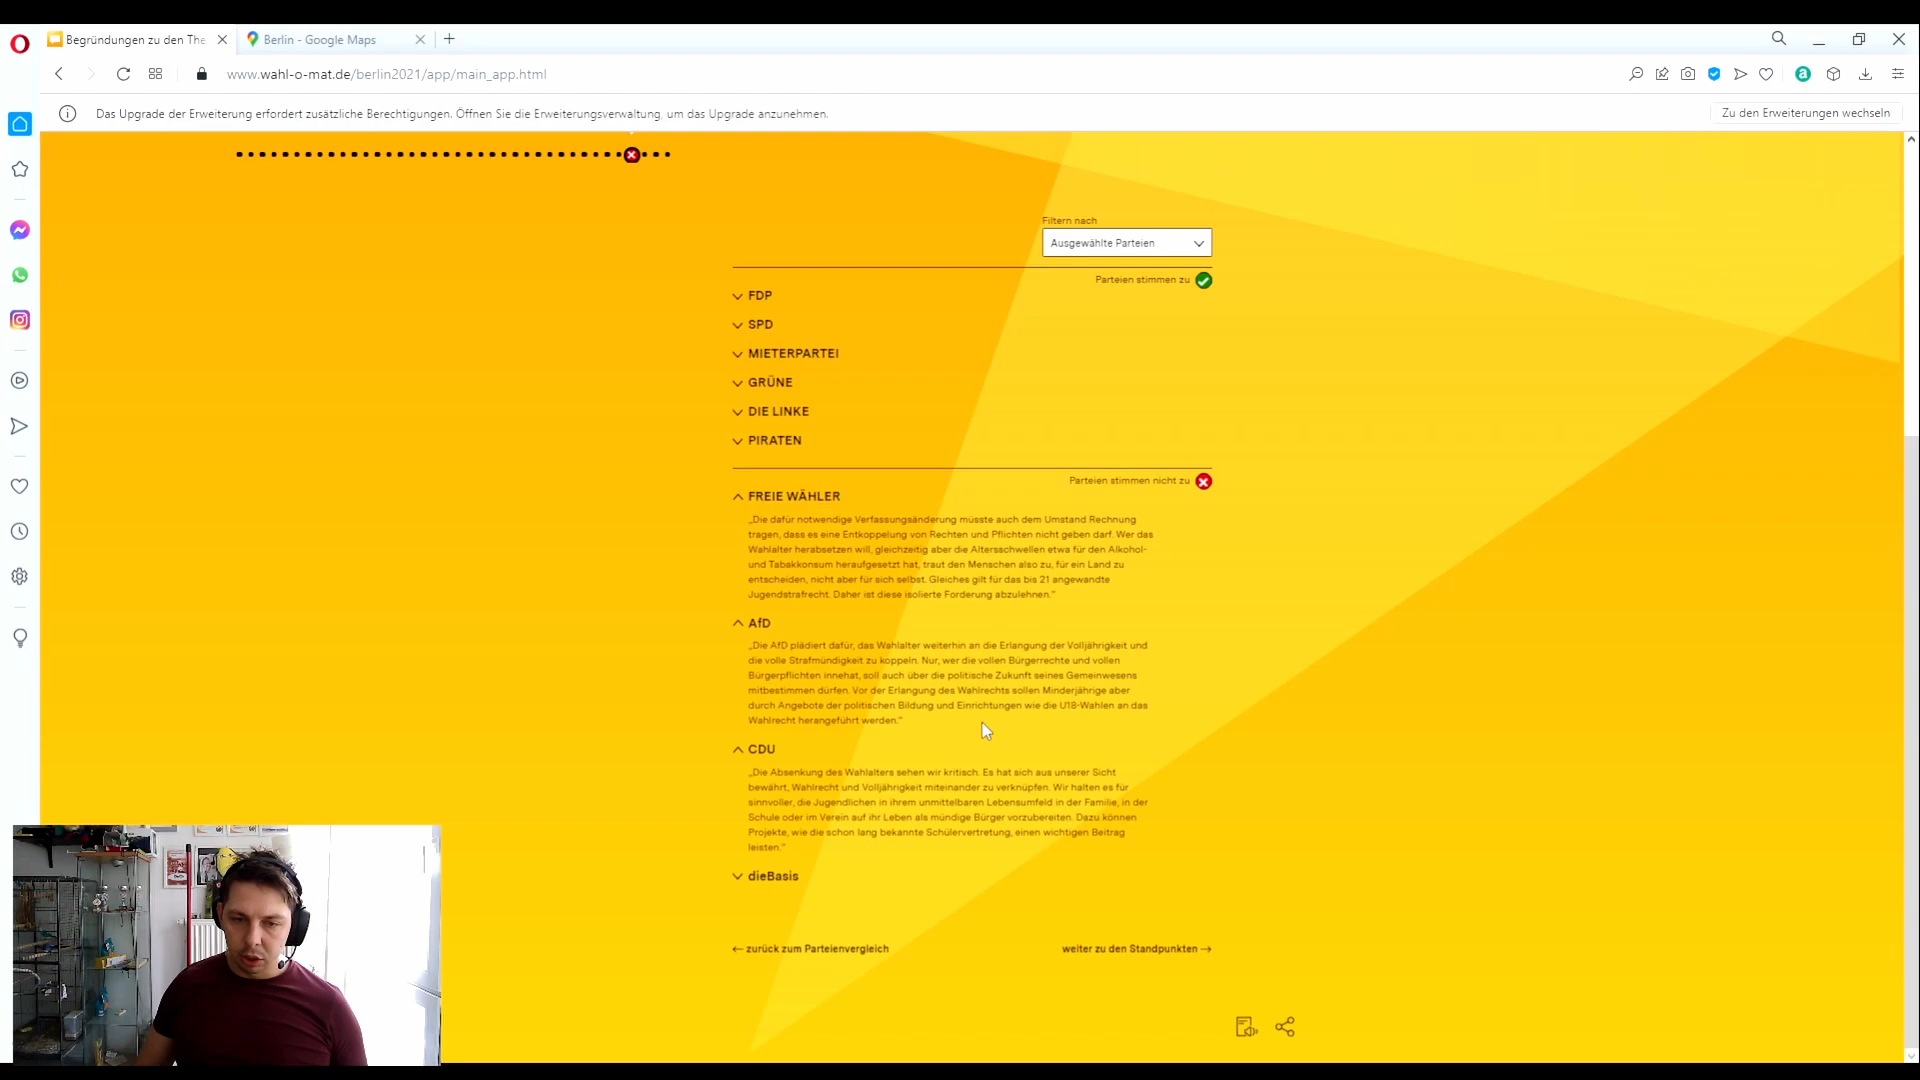 Begründungen zu den The
Berlin - Google Maps
www.wahl-o-mat.de/berlin2021/app/main_app.html
Das Upgrade der Erweiterung erfordert zusätzliche Berechtigungen. Öffnen Sie die Erweiterungsverwaltung, um das Upgrade anzunehmen.
Zu den Erweiterungen wechseln
Filtern nach
Ausgewählte Parteien
Parteien stimmen zu
FDP
SPD
MIETERPARTEI
GRÜNE
DIE LINKE
PIRATEN
Parteien stimmen nicht zu
FREIE WÄHLER
„Die dafür notwendige Verfassungsänderung müsste auch dem Umstand Rechnung
tragen, dass es eine Entkoppelung von Rechten und Pflichten nicht geben darf. Wer das
Wahlalter herabsetzen will, gleichzeitig aber die Altersschwellen etwa für den Alkohol-
und Tabakkonsum heraufgesetzt hat, traut den Menschen also zu, für ein Land zu
entscheiden, nicht aber für sich selbst. Gleiches gilt für das bis 21 angewandte
Jugendstrafrecht. Daher ist diese isolierte Forderung abzulehnen."
AfD
„Die AfD plädiert dafür, das Wahlalter weiterhin an die Erlangung der Volljährigkeit und
die volle Strafmündigkeit zu koppeln. Nur, wer die vollen Bürgerrechte und vollen
Bürgerpflichten innehat, soll auch über die politische Zukunft seines Gemeinwesens
mitbestimmen dürfen. Vor der Erlangung des Wahlrechts sollen Minderjährige aber
durch Angebote der politischen Bildung und Einrichtungen wie die U18-Wahlen an das
Wahlrecht herangeführt werden."
CDU
„Die Absenkung des Wahlalters sehen wir kritisch. Es hat sich aus unserer Sicht
bewährt, Wahlrecht und Volljährigkeit miteinander zu verknüpfen. Wir halten es für
sinnvoller, die Jugendlichen in ihrem unmittelbaren Lebensumfeld in der Familie, in der
Schule oder im Verein auf ihr Leben als mündige Bürger vorzubereiten. Dazu können
Projekte, wie die schon lang bekannte Schülervertretung, einen wichtigen Beitrag
leisten."
dieBasis
← zurück zum Parteienvergleich
weiter zu den Standpunkten →